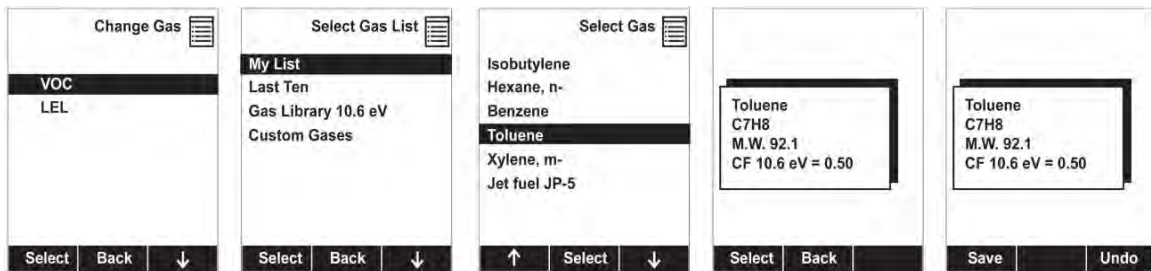 Change Gas
VOC
LEL
Select Back ↓
Select Gas List
My List
Last Ten
Gas Library 10.6 eV
Custom Gases
Select Back ↓
Select Gas
Isobutylene
Hexane, n-
Benzene
Toluene
Xylene, m-
Jet fuel JP-5
↑ Select ↓
Toluene
C7H8
M.W. 92.1
CF 10.6 eV = 0.50
Select Back
Toluene
C7H8
M.W. 92.1
CF 10.6 eV = 0.50
Save Undo